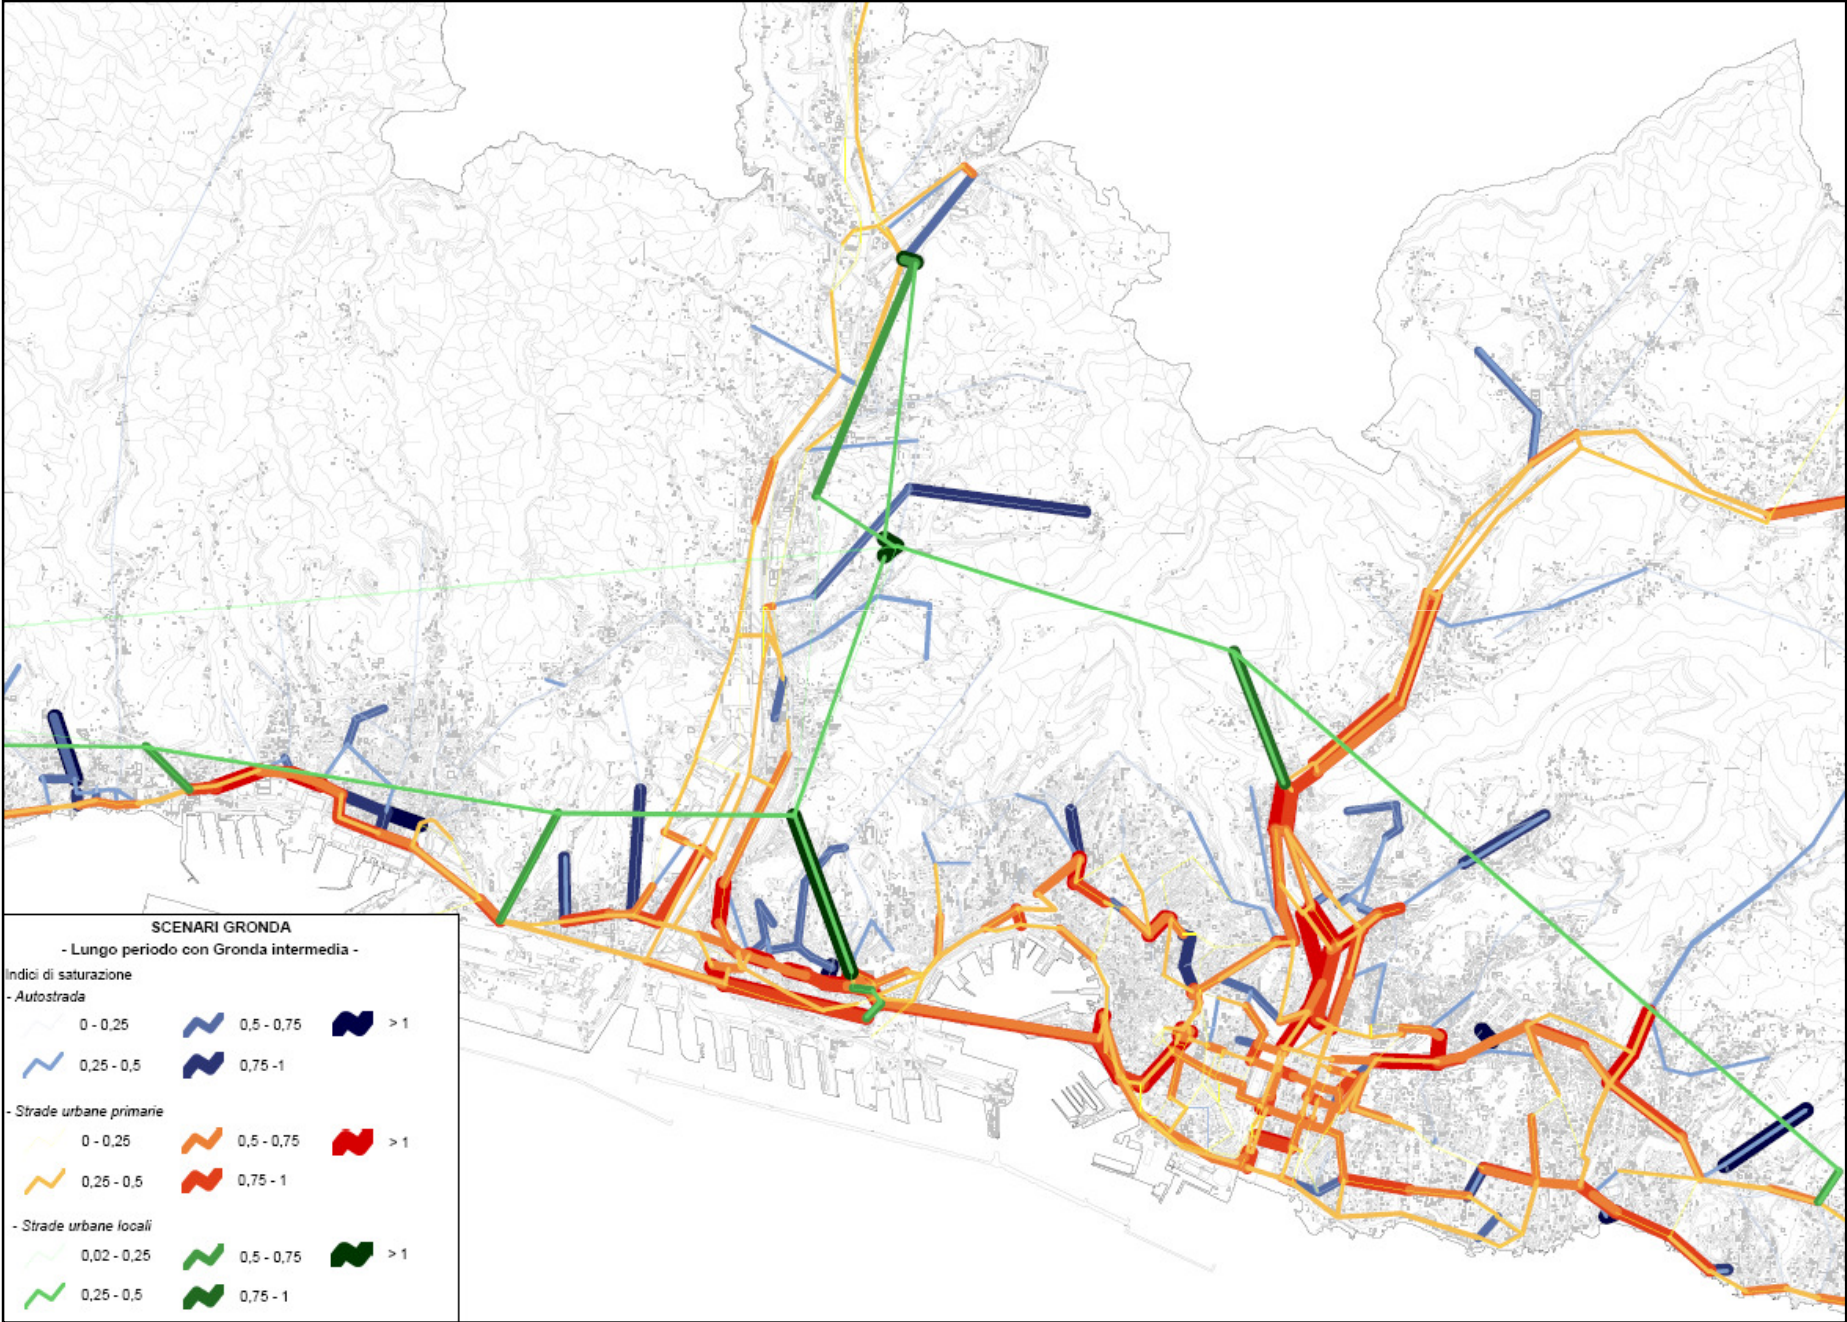 SCENARI GRONDA
- Lungo periodo con Gronda intermedia -
Indici di saturazione
- Autostrada
0 - 0,25 0,5 - 0,75 > 1
0,25 - 0,5 0,75 -1
- Strade urbane primarie
0 - 0,25 0,5 - 0,75 > 1
0,25 - 0,5 0,75 - 1
- Strade urbane locali
0,02 - 0,25 0,5 - 0,75 > 1
0,25 - 0,5 0,75 - 1